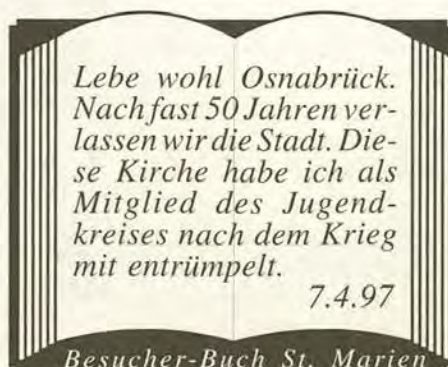 Lebe wohl Osnabrück.
Nach fast 50 Jahren ver-
lassen wir die Stadt. Die-
se Kirche habe ich als
Mitglied des Jugend-
kreises nach dem Krieg
mit entrümpelt.
7.4.97
Besucher-Buch St. Marien